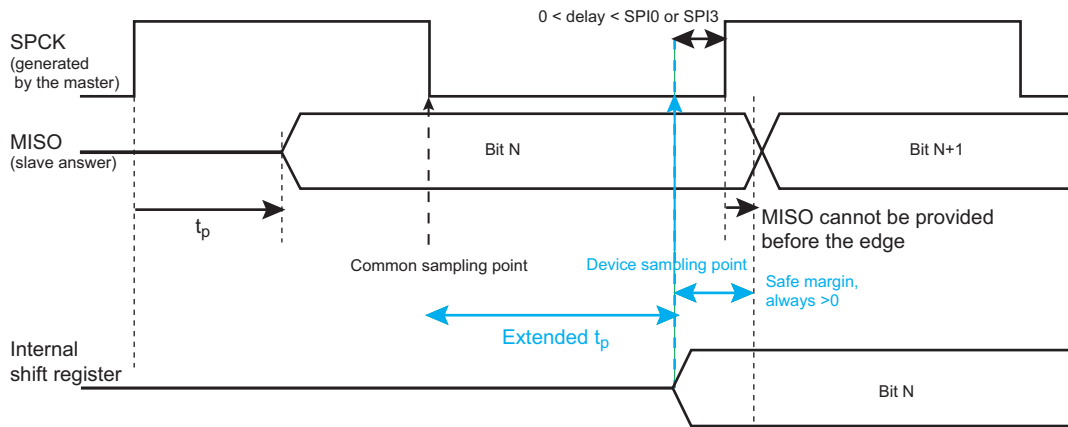 0 < delay < SPI0 or SPI3
SPCK
(generated
by the master)
MISO
(slave answer)
Bit N
Bit N+1
tp
MISO cannot be provided
before the edge
Common sampling point
Device sampling point
Safe margin,
always >0
Extended tp
Internal
shift register
Bit N